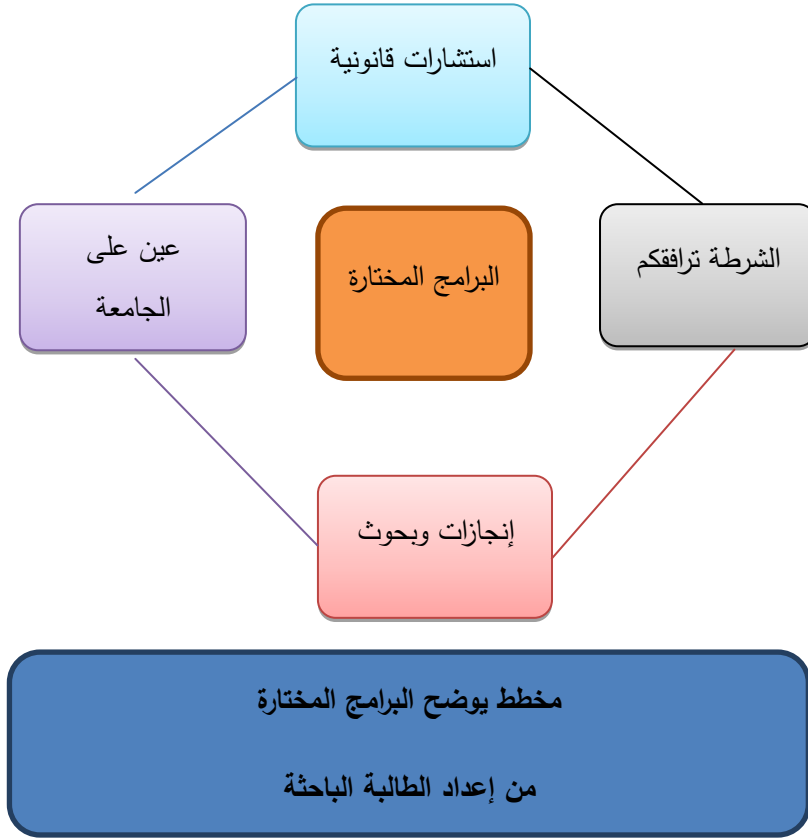 استشارات قانونية
الشرطة ترافقكم
البرامج المختارة
عين على
الجامعة
إنجازات وبحوث
مخطط يوضح البرامج المختارة
من إعداد الطالبة الباحثة